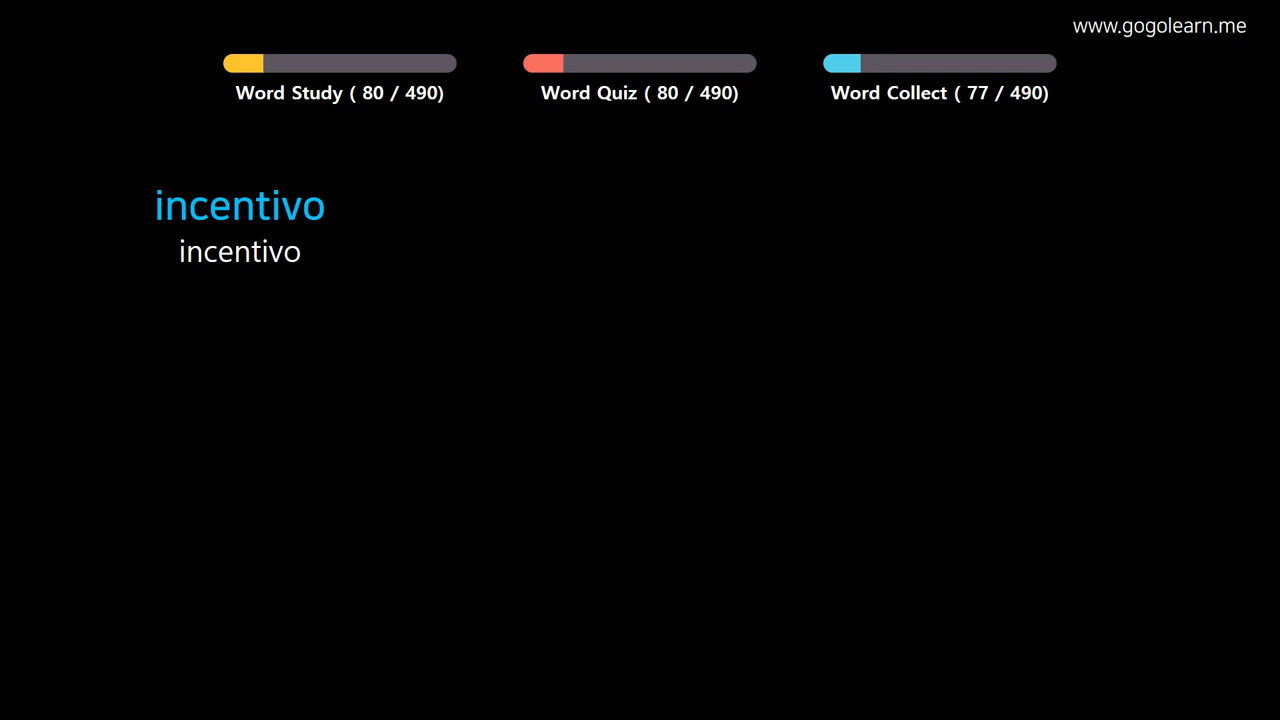 www.gogolearn.me
Word Study ( 80 / 490)
Word Quiz ( 80 / 490)
Word Collect ( 77 / 490)
incentivo
incentivo